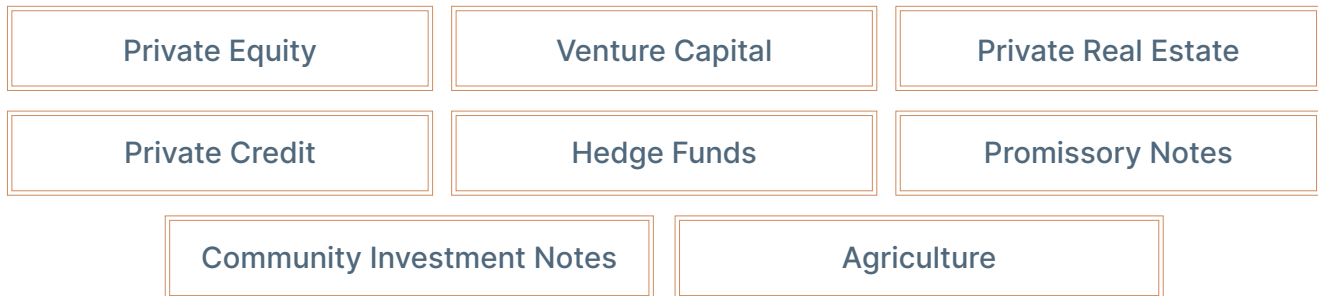 Private Equity
Venture Capital
Private Real Estate
Private Credit
Hedge Funds
Promissory Notes
Community Investment Notes
Agriculture